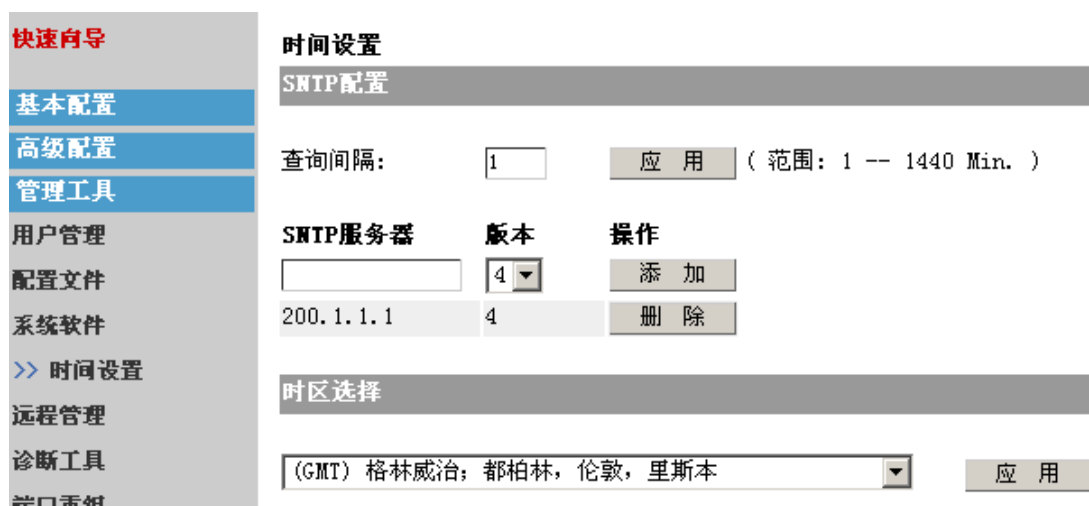 快速向导
基本配置
高级配置
管理工具
用户管理
配置文件
系统软件
>> 时间设置
远程管理
诊断工具
时间设置
SNTP配置
查询间隔: 1 应 用 ( 范围: 1 -- 1440 Min. )
SNTP服务器 版本 操作
4 添 加
200.1.1.1 4 删 除
时区选择
(GMT) 格林威治; 都柏林, 伦敦, 里斯本 应 用